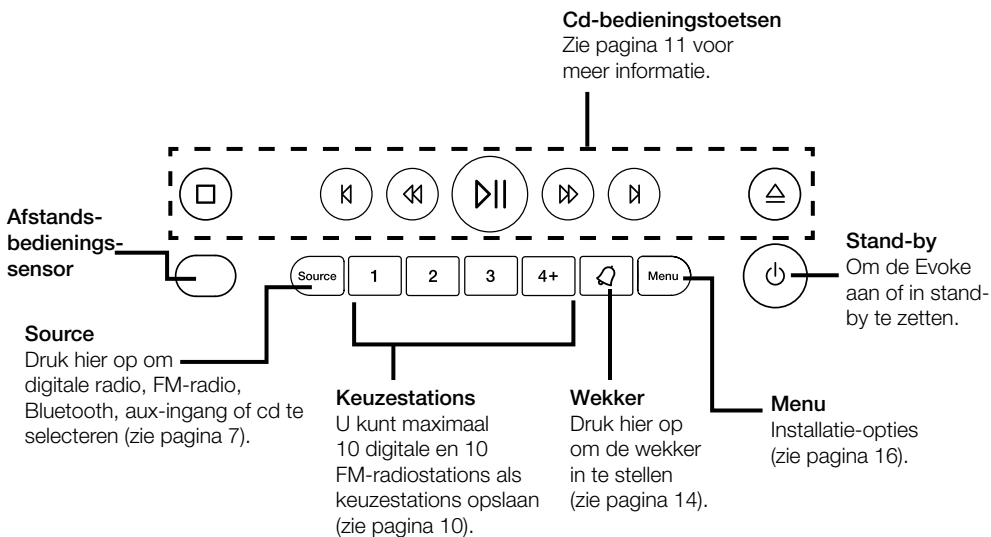 Cd-bedieningstoetsen
Zie pagina 11 voor
meer informatie.
Afstands-
bedienings-
sensor
Source
1
2
3
4+
Menu
Stand-by
Om de Evoke
aan of in stand-
by te zetten.
Source
Druk hier op om
digitale radio, FM-radio,
Bluetooth, aux-ingang of cd te
selecteren (zie pagina 7).
Keuzestations
U kunt maximaal
10 digitale en 10
FM-radiostations als
keuzestations opslaan
(zie pagina 10).
Wekker
Druk hier op
om de wekker
in te stellen
(zie pagina 14).
Menu
Installatie-opties
(zie pagina 16).